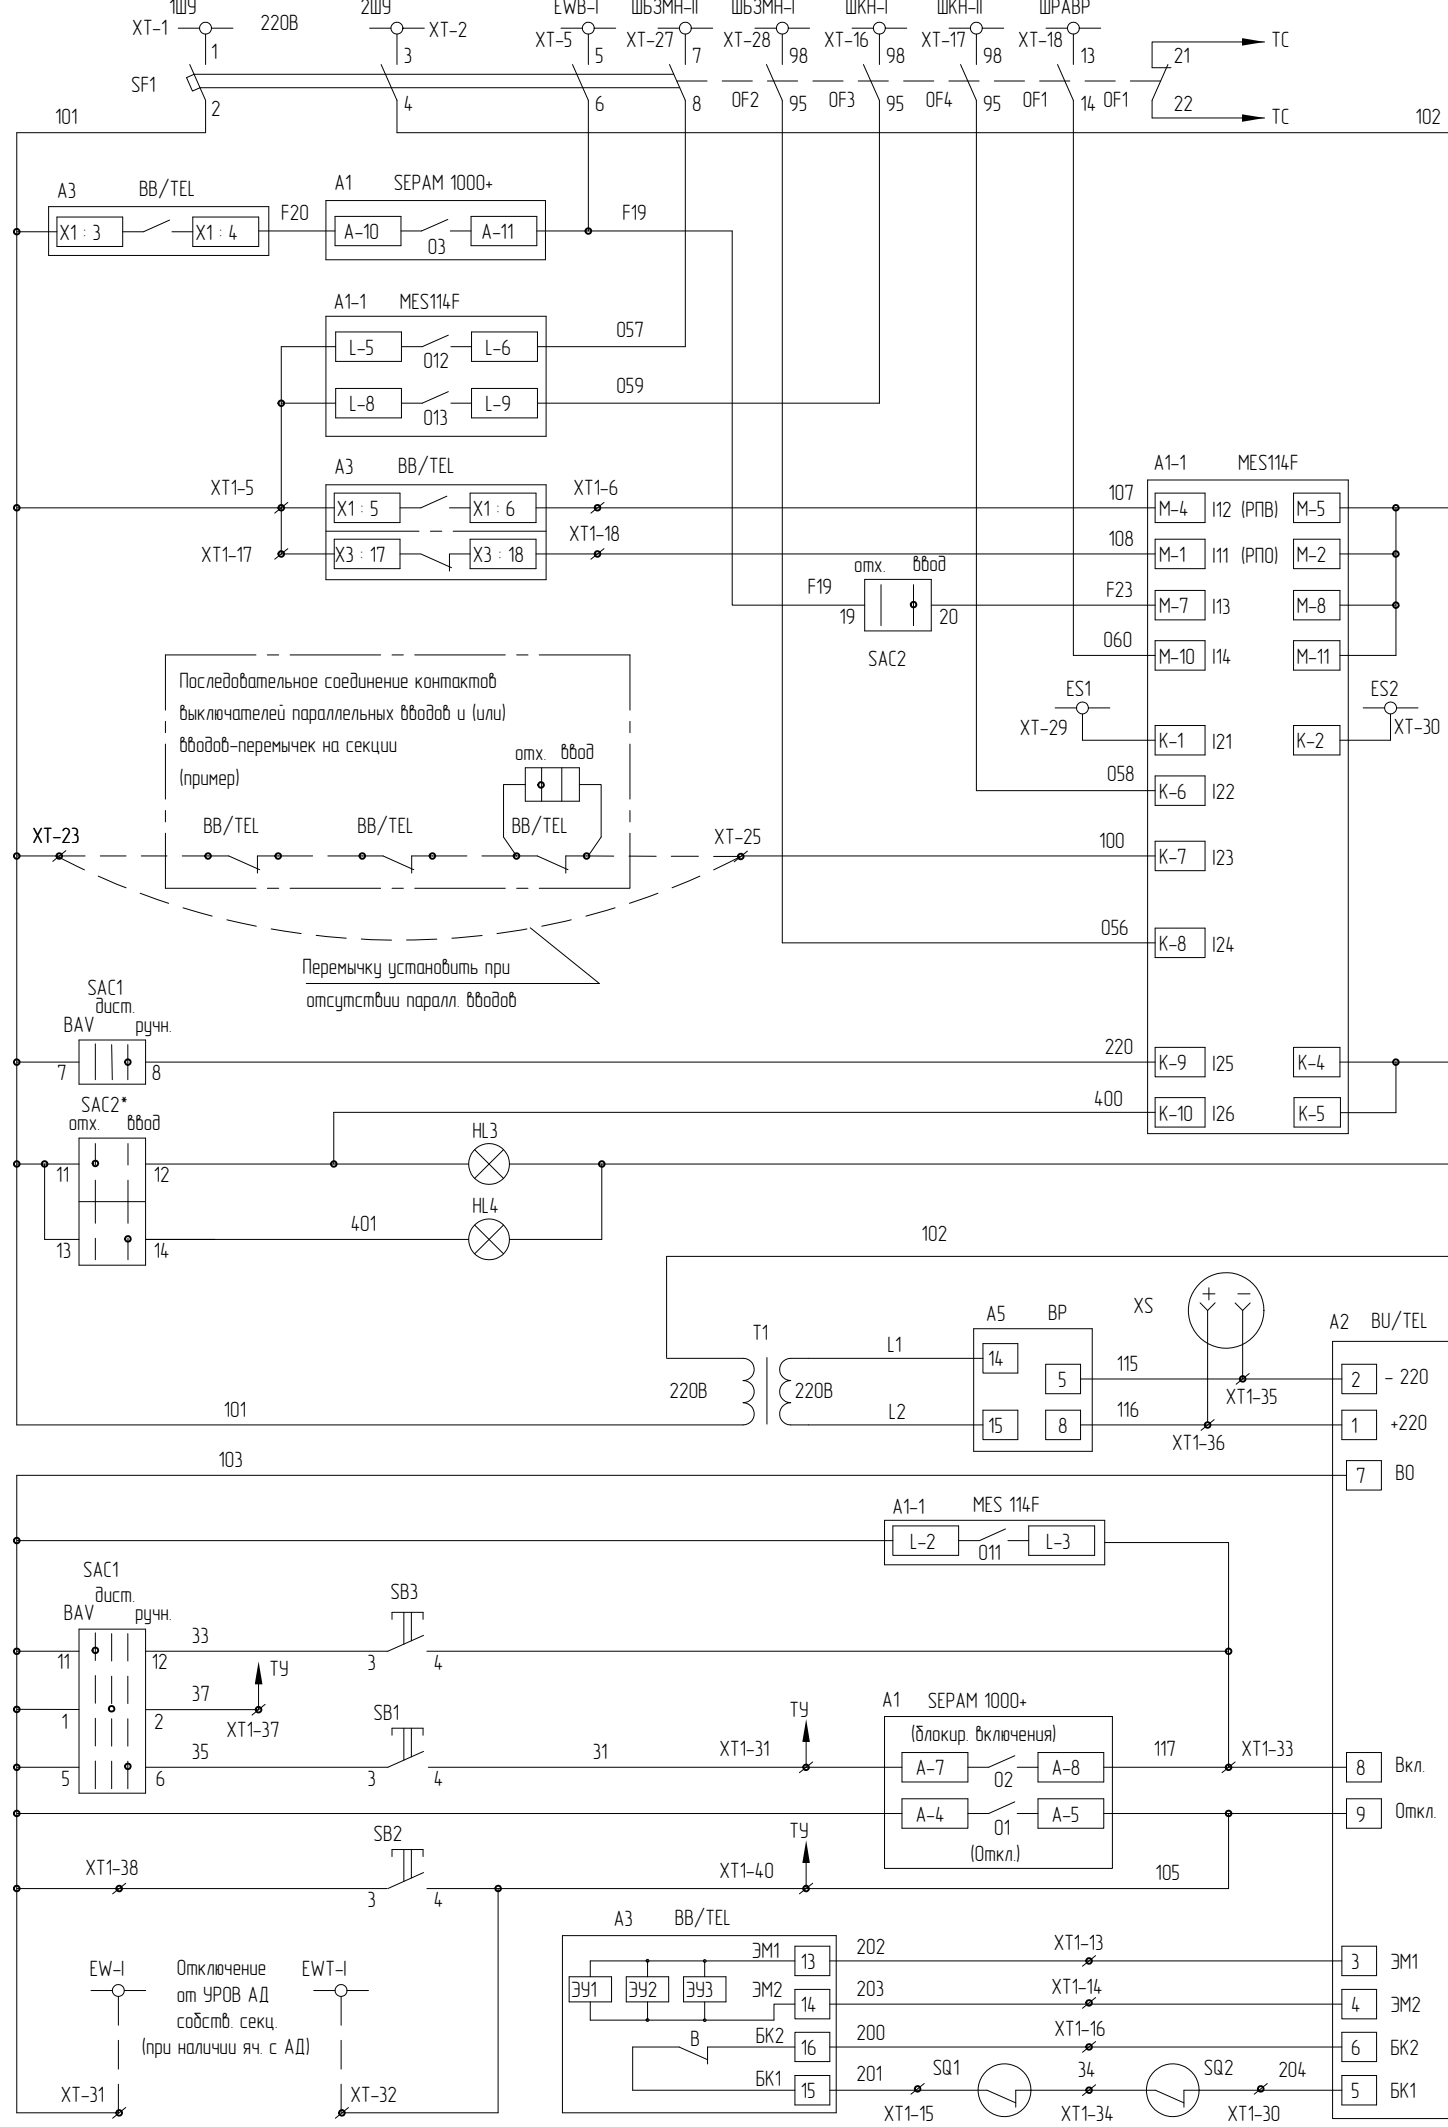 1Ш9 2Ш9 EWB-I ШБЗМН-II ШБЗМН-I ШКН-I ШКН-II ШРАВР
XT-1 220В XT-2 XT-5 XT-27 XT-28 XT-16 XT-17 XT-18 TC
1 3 5 7 98 98 98 13 21
SF1
2 4 6 8 OF2 95 OF3 95 OF4 95 OF1 14 OF1 22 TC
101 102
A3 BB/TEL A1 SEPAM 1000+
X1 : 3 X1 : 4 F20 A-10 O3 A-11 F19
A1-1 MES114F
L-5 O12 L-6 057
L-8 O13 L-9 059
A3 BB/TEL A1-1 MES114F
XT1-5 X1 : 5 X1 : 6 XT1-6 107 M-4 I12 (РПВ) M-5
XT1-17 X3 : 17 X3 : 18 XT1-18 108 M-1 I11 (РПО) M-2
отх. ввод
F19 19 20 F23 M-7 I13 M-8
SAC2
060 M-10 I14 M-11
ES1 ES2
XT-29 K-1 I21 K-2 XT-30
Последовательное соединение контактов
выключателей параллельных вводов и (или)
вводов-перемычек на секции
(пример)
отх. ввод
058 K-6 I22
XT-23 BB/TEL BB/TEL BB/TEL XT-25 100 K-7 I23
056 K-8 I24
Перемычку установить при
отсутствии паралл. вводов
SAC1
дист.
BAV ручн.
7 8 220 K-9 I25 K-4
SAC2*
отх. ввод 400 K-10 I26 K-5
11 12 HL3
13 14 401 HL4
102
T1 A5 BP XS + - A2 BU/TEL
220В 220В L1 14 5 115 XT1-35 2 - 220
101 L2 15 8 116 XT1-36 1 +220
103 7 ВО
A1-1 MES 114F
L-2 O11 L-3
SAC1
дист.
BAV ручн. SB3
11 12 33 3 4
ТУ
1 2 37 XT1-37
A1 SEPAM 1000+
(блокир. включения)
5 6 35 SB1 3 4 31 XT1-31 ТУ A-7 O2 A-8 117 XT1-33 8 Вкл.
A-4 O1 A-5 9 Откл.
(Откл.)
XT1-38 SB2 3 4 XT1-40 ТУ 105
A3 BB/TEL
EW-I Отключение EWT-I
от УРОВ АД
собств. секц.
(при наличии яч. с АД)
XT-31 XT-32
ЭУ1 ЭУ2 ЭУ3 ЭМ1 13 202 XT1-13 3 ЭМ1
ЭМ2 14 203 XT1-14 4 ЭМ2
В БК2 16 200 XT1-16 6 БК2
БК1 15 201 XT1-15 SQ1 34 XT1-34 SQ2 204 XT1-30 5 БК1